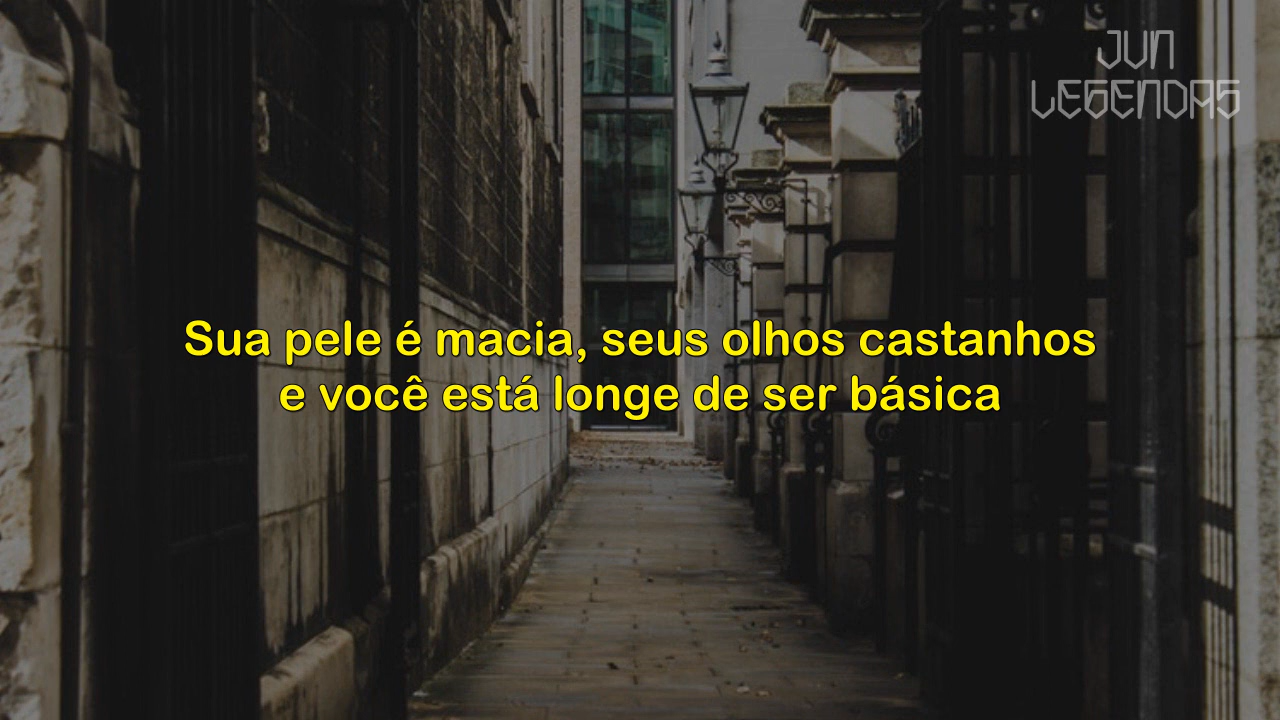 JUN
LEGENDAS
Sua pele é macia, seus olhos castanhos
e você está longe de ser básica